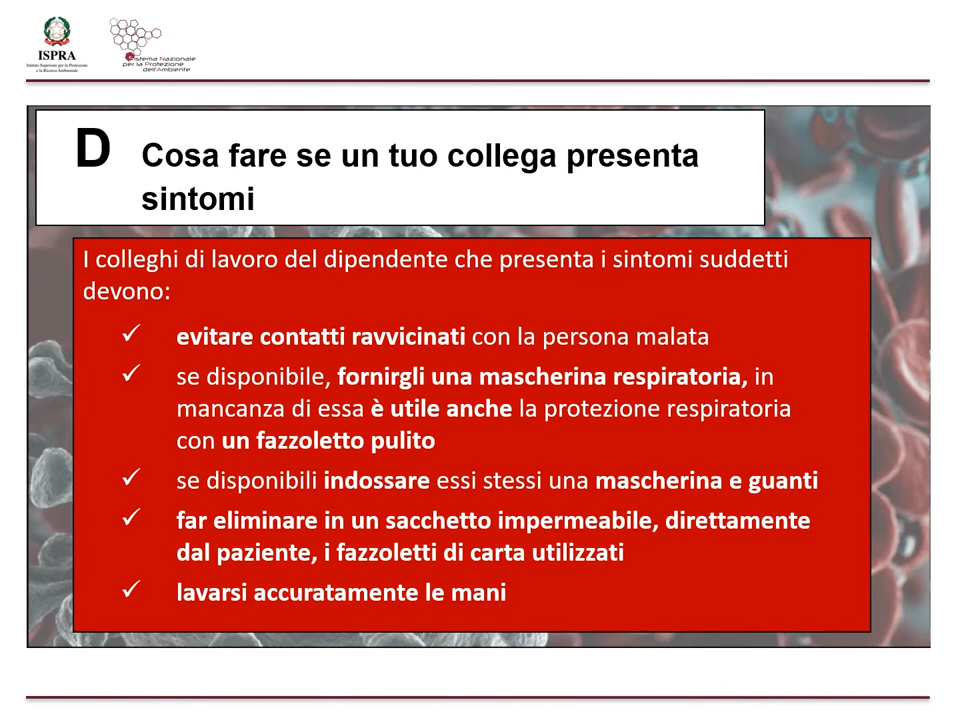 ISPRA
Istituto Superiore per la Protezione
e la Ricerca Ambientale
Sistema Nazionale
per la Protezione
dell'Ambiente
D Cosa fare se un tuo collega presenta
sintomi
I colleghi di lavoro del dipendente che presenta i sintomi suddetti
devono:
✓ evitare contatti ravvicinati con la persona malata
✓ se disponibile, fornirgli una mascherina respiratoria, in
mancanza di essa è utile anche la protezione respiratoria
con un fazzoletto pulito
✓ se disponibili indossare essi stessi una mascherina e guanti
✓ far eliminare in un sacchetto impermeabile, direttamente
dal paziente, i fazzoletti di carta utilizzati
✓ lavarsi accuratamente le mani